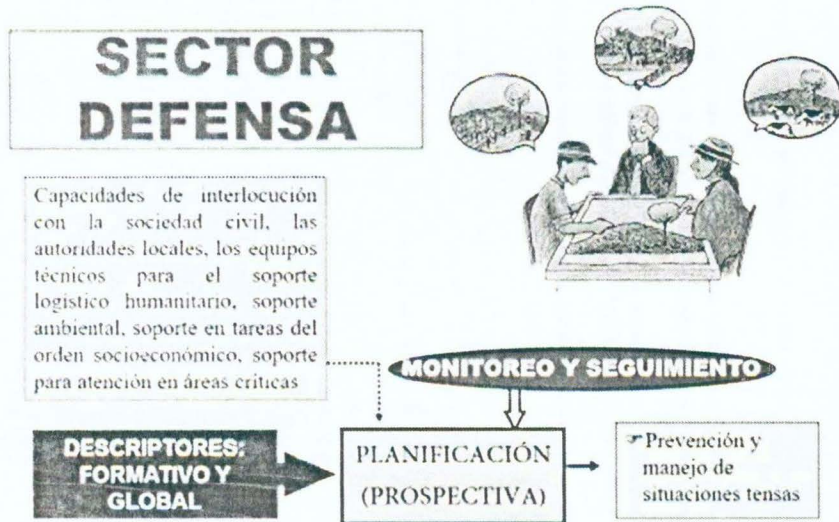 SECTOR
DEFENSA
Capacidades de interlocución
con la sociedad civil, las
autoridades locales, los equipos
técnicos para el soporte
logístico humanitario, soporte
ambiental, soporte en tareas del
orden socioeconómico, soporte
para atención en áreas críticas
MONITOREO Y SEGUIMIENTO
DESCRIPTORES:
FORMATIVO Y
GLOBAL
PLANIFICACIÓN
(PROSPECTIVA)
☞Prevención y
manejo de
situaciones tensas